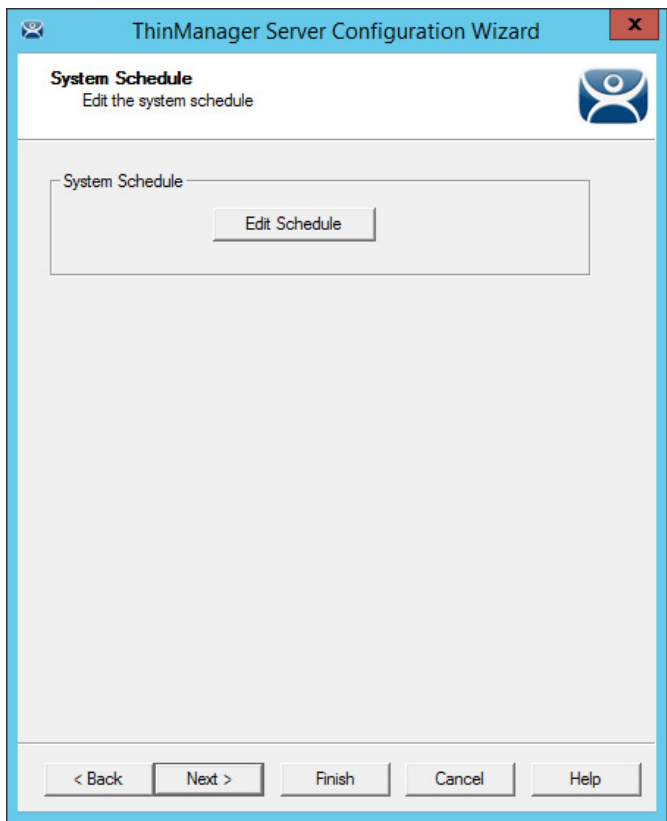 ThinManager Server Configuration Wizard
x
System Schedule
Edit the system schedule
System Schedule
Edit Schedule
< Back Next > Finish Cancel Help